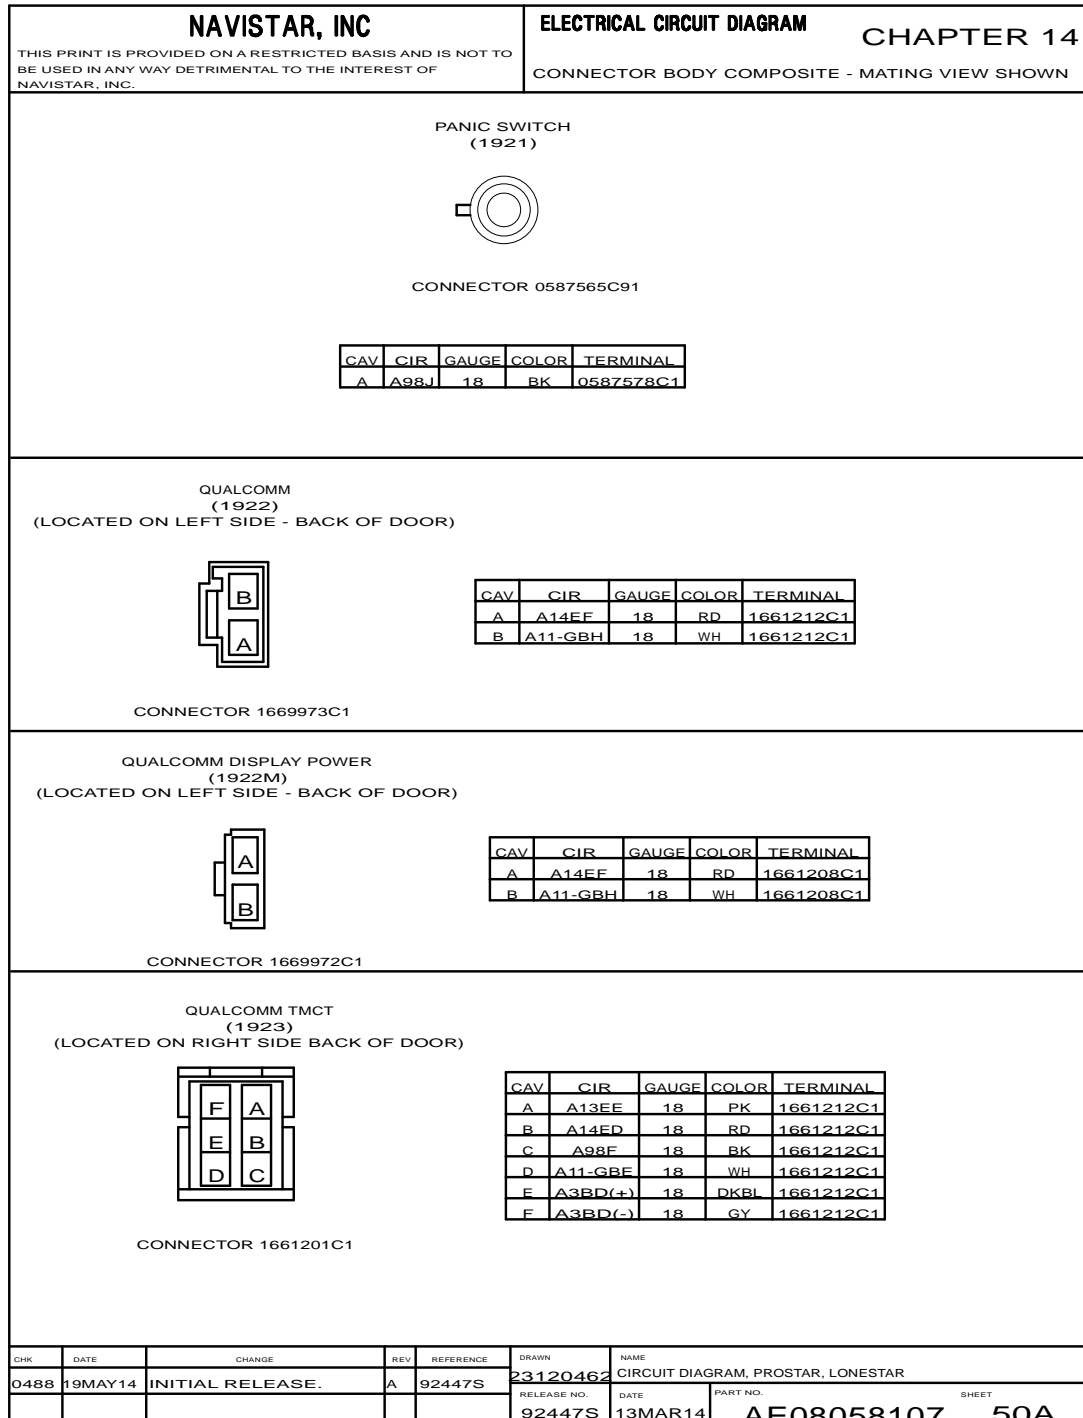 NAVISTAR, INC
THIS PRINT IS PROVIDED ON A RESTRICTED BASIS AND IS NOT TO
BE USED IN ANY WAY DETRIMENTAL TO THE INTEREST OF
NAVISTAR, INC.
ELECTRICAL CIRCUIT DIAGRAM
CHAPTER 14
CONNECTOR BODY COMPOSITE - MATING VIEW SHOWN
PANIC SWITCH
(1921)
CONNECTOR 0587565C91
CAV CIR GAUGE COLOR TERMINAL
A A98J 18 BK 0587578C1
QUALCOMM
(1922)
(LOCATED ON LEFT SIDE - BACK OF DOOR)
B
A
CONNECTOR 1669973C1
CAV CIR GAUGE COLOR TERMINAL
A A14EF 18 RD 1661212C1
B A11-GBH 18 WH 1661212C1
QUALCOMM DISPLAY POWER
(1922M)
(LOCATED ON LEFT SIDE - BACK OF DOOR)
A
B
CONNECTOR 1669972C1
CAV CIR GAUGE COLOR TERMINAL
A A14EF 18 RD 1661208C1
B A11-GBH 18 WH 1661208C1
QUALCOMM TMCT
(1923)
(LOCATED ON RIGHT SIDE BACK OF DOOR)
F A
E B
D C
CONNECTOR 1661201C1
CAV CIR GAUGE COLOR TERMINAL
A A13EE 18 PK 1661212C1
B A14ED 18 RD 1661212C1
C A98F 18 BK 1661212C1
D A11-GBE 18 WH 1661212C1
E A3BD(+) 18 DKBL 1661212C1
F A3BD(-) 18 GY 1661212C1
CHK DATE CHANGE REV REFERENCE
0488 19MAY14 INITIAL RELEASE. A 92447S
DRAWN
23120462
NAME
CIRCUIT DIAGRAM, PROSTAR, LONESTAR
RELEASE NO.
92447S
DATE
13MAR14
PART NO.
AE08058107
SHEET
50A